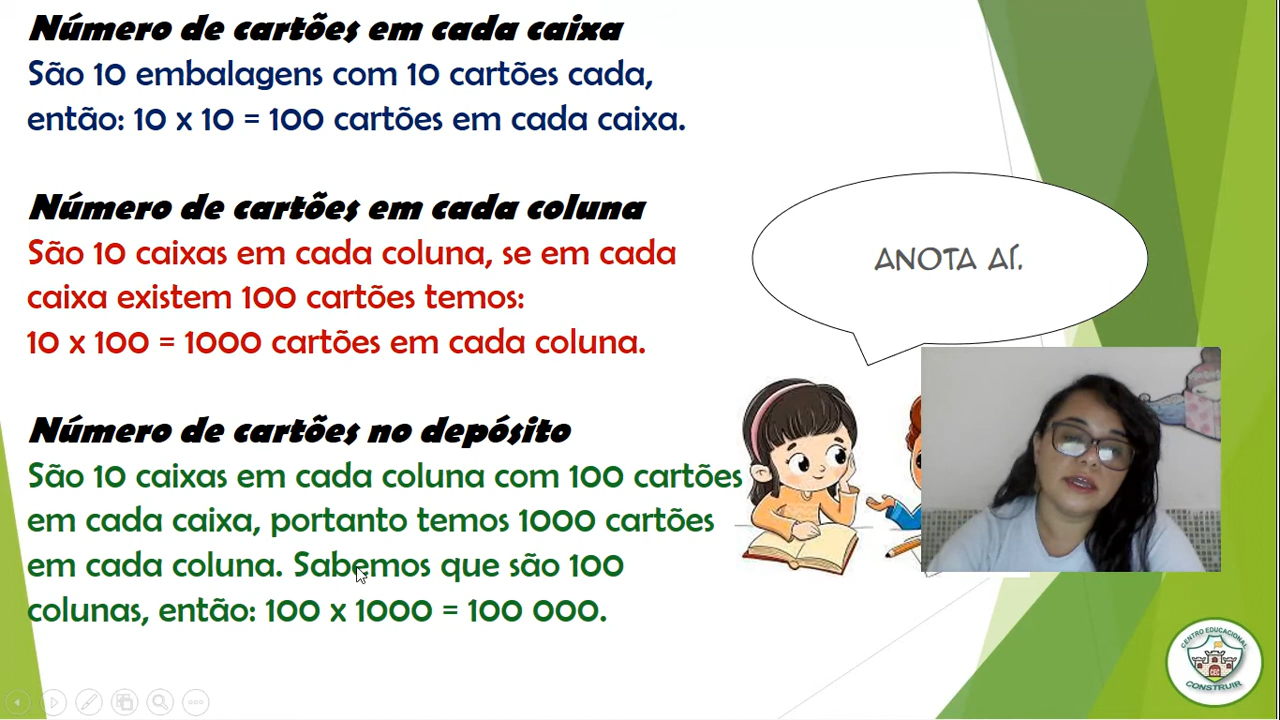 Número de cartões em cada caixa
São 10 embalagens com 10 cartões cada,
então: 10 x 10 = 100 cartões em cada caixa.
Número de cartões em cada coluna
São 10 caixas em cada coluna, se em cada
caixa existem 100 cartões temos:
10 x 100 = 1000 cartões em cada coluna.
Número de cartões no depósito
São 10 caixas em cada coluna com 100 cartões
em cada caixa, portanto temos 1000 cartões
em cada coluna. Sabemos que são 100
colunas, então: 100 x 1000 = 100 000.
ANOTA AÍ.
CENTRO EDUCACIONAL
CEC
CONSTRUIR